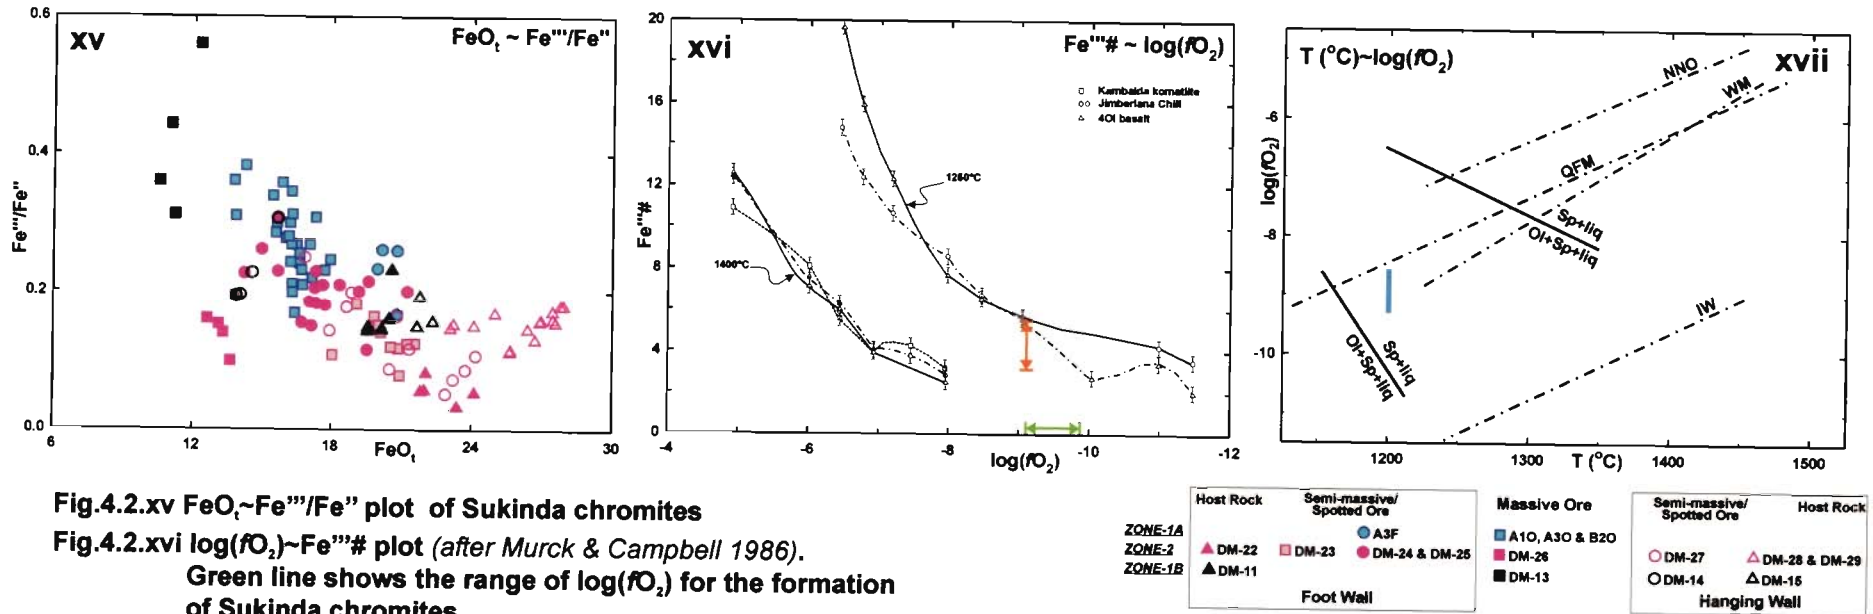 xv
FeOt ~ Fe'''/Fe''
0.6
0.4
0.2
0.0
Fe'''/Fe''
6 12 18 24 30
FeOt
xvi
Fe'''# ~ log(fO2)
Kambalda komatiite
Jimberlana Chill
4OI basalt
1250°C
1400°C
20
16
12
8
4
0
Fe'''#
-4 -6 -8 -10 -12
log(fO2)
T (°C)~log(fO2)
xvii
NNO
WM
QFM
Sp+liq
Ol+Sp+liq
Sp+liq
Ol+Sp+liq
IW
-6
-8
-10
log(fO2)
1200 1300 T (°C) 1400 1500
Fig.4.2.xv FeOt~Fe'''/Fe'' plot of Sukinda chromites
Fig.4.2.xvi log(fO2)~Fe'''# plot (after Murck & Campbell 1986).
Green line shows the range of log(fO2) for the formation
of Sukinda chromites
ZONE-1A
ZONE-2
ZONE-1B
Host Rock
Semi-massive/
Spotted Ore
A3F
DM-22 DM-23 DM-24 & DM-25
DM-11
Foot Wall
Massive Ore
A1O, A3O & B2O
DM-26
DM-13
Semi-massive/
Spotted Ore
Host Rock
DM-27 DM-28 & DM-29
DM-14 DM-15
Hanging Wall